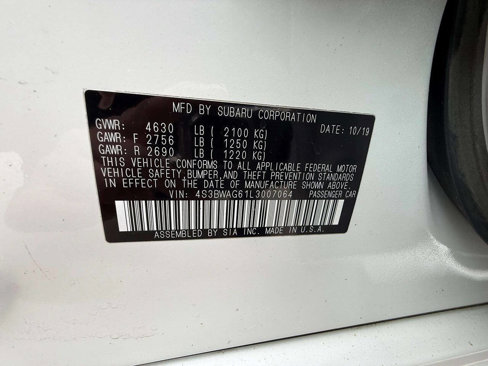 MFD BY SUBARU CORPORATION
GVWR: 4630 LB ( 2100 KG) DATE: 10/19
GAWR: F 2756 LB ( 1250 KG)
GAWR: R 2690 LB ( 1220 KG)
THIS VEHICLE CONFORMS TO ALL APPLICABLE FEDERAL MOTOR
VEHICLE SAFETY,BUMPER,AND THEFT PREVENTION STANDARDS
IN EFFECT ON THE DATE OF MANUFACTURE SHOWN ABOVE.
VIN: 4S3BWAG61L3007064 PASSENGER CAR
ASSEMBLED BY SIA INC. MADE IN U.S.A.